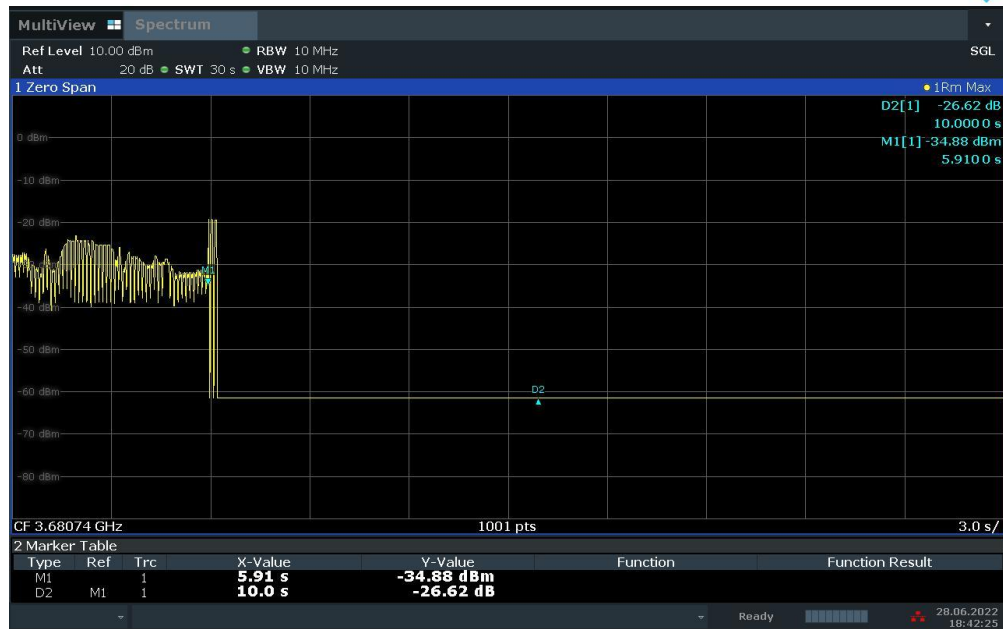 MultiView Spectrum
Ref Level 10.00 dBm RBW 10 MHz SGL
Att 20 dB SWT 30 s VBW 10 MHz
1 Zero Span 1Rm Max
D2[1] -26.62 dB
10.000 0 s
M1[1] -34.88 dBm
5.910 0 s
0 dBm
-10 dBm
-20 dBm
M1
-40 dBm
-50 dBm
-60 dBm
D2
-70 dBm
-80 dBm
CF 3.68074 GHz 1001 pts 3.0 s/
2 Marker Table
Type Ref Trc X-Value Y-Value Function Function Result
M1 1 5.91 s -34.88 dBm
D2 M1 1 10.0 s -26.62 dB
Ready 28.06.2022
18:42:25